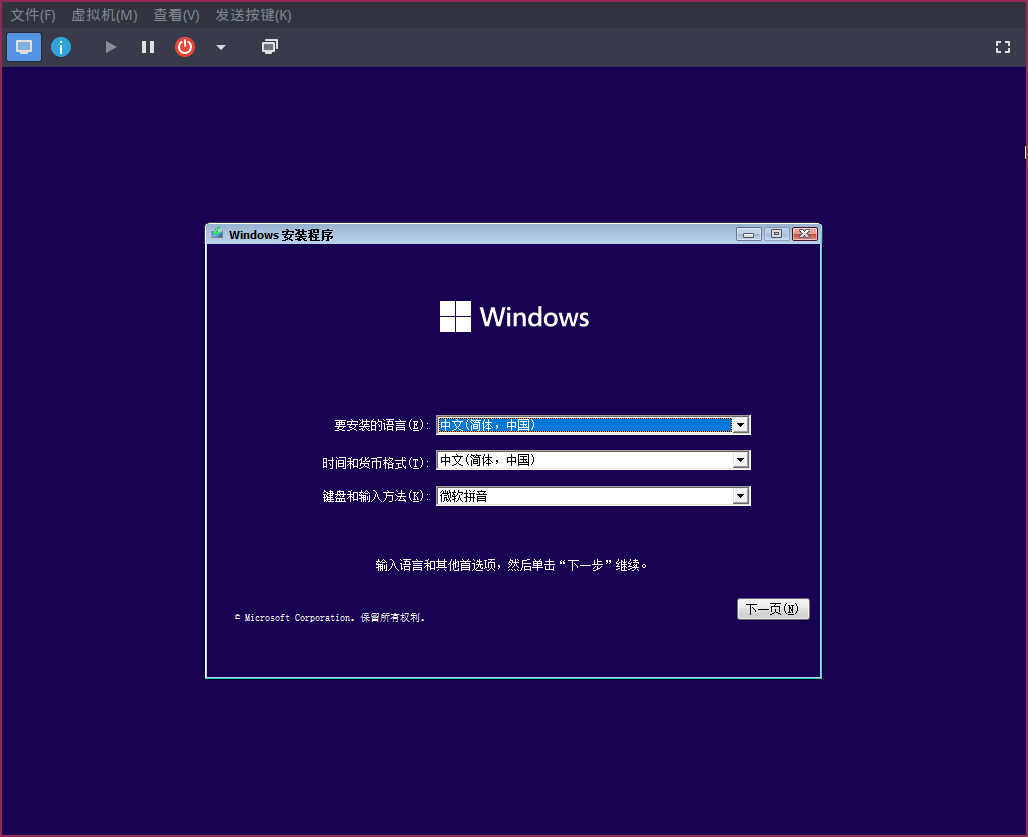 文件(F) 虚拟机(M) 查看(V) 发送按键(K)
Windows 安装程序
Windows
要安装的语言(E): 中文(简体，中国)
时间和货币格式(T): 中文(简体，中国)
键盘和输入方法(K): 微软拼音
输入语言和其他首选项，然后单击“下一步”继续。
下一页(N)
© Microsoft Corporation。保留所有权利。